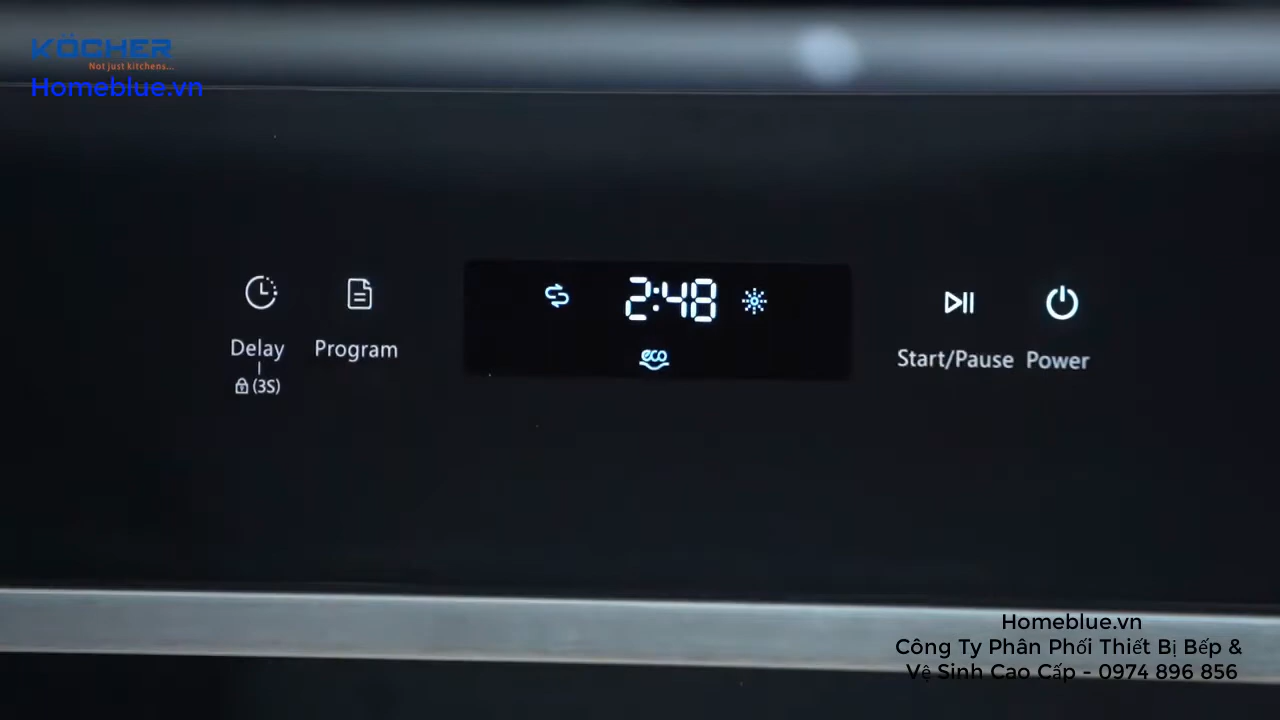 KÖCHER
Not just kitchens...
Homeblue.vn
2:48
eco
Delay
Program
(3S)
Start/Pause Power
Homeblue.vn
Công Ty Phân Phối Thiết Bị Bếp &
Vệ Sinh Cao Cấp - 0974 896 856